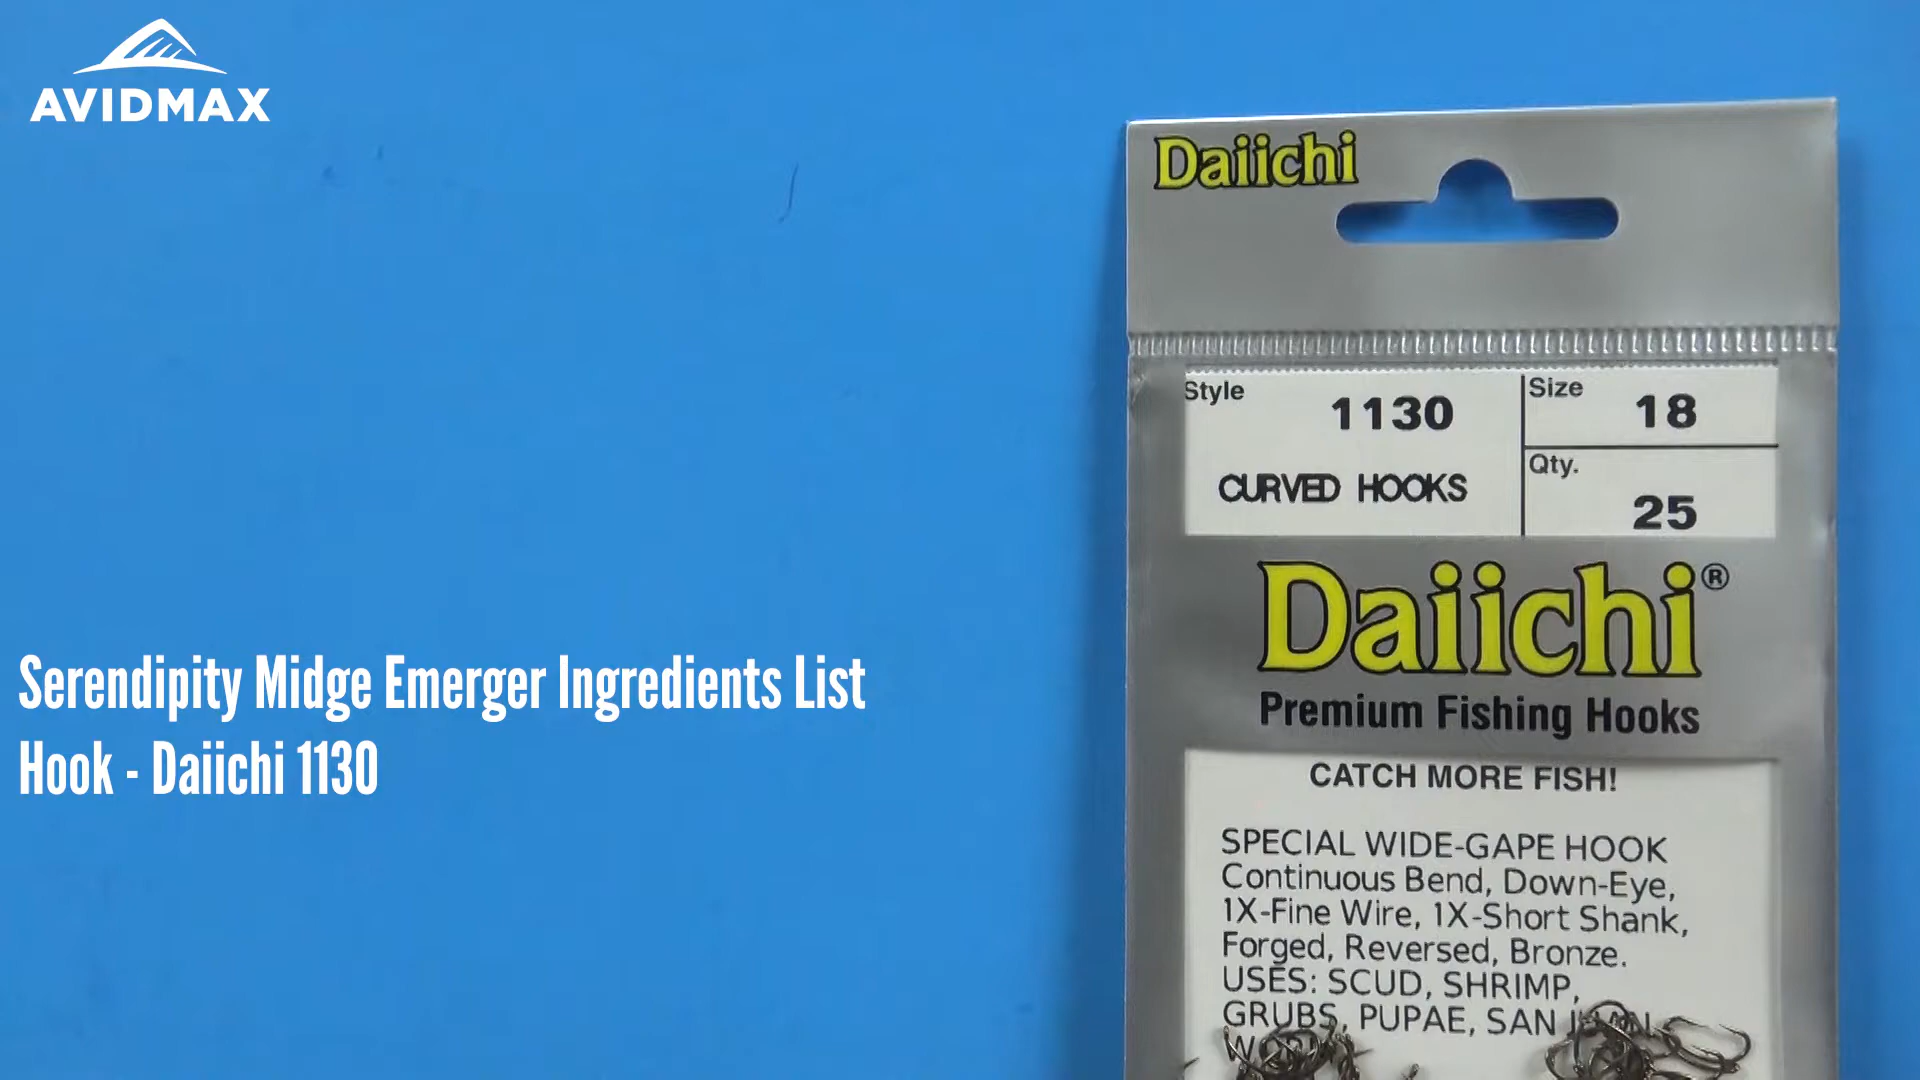 AVIDMAX
Daiichi
Style
1130
Size
18
CURVED HOOKS
Qty.
25
Daiichi®
Premium Fishing Hooks
CATCH MORE FISH!
SPECIAL WIDE-GAPE HOOK
Continuous Bend, Down-Eye,
1X-Fine Wire, 1X-Short Shank,
Forged, Reversed, Bronze.
USES: SCUD, SHRIMP,
GRUBS, PUPAE, SAN
Serendipity Midge Emerger Ingredients List
Hook - Daiichi 1130